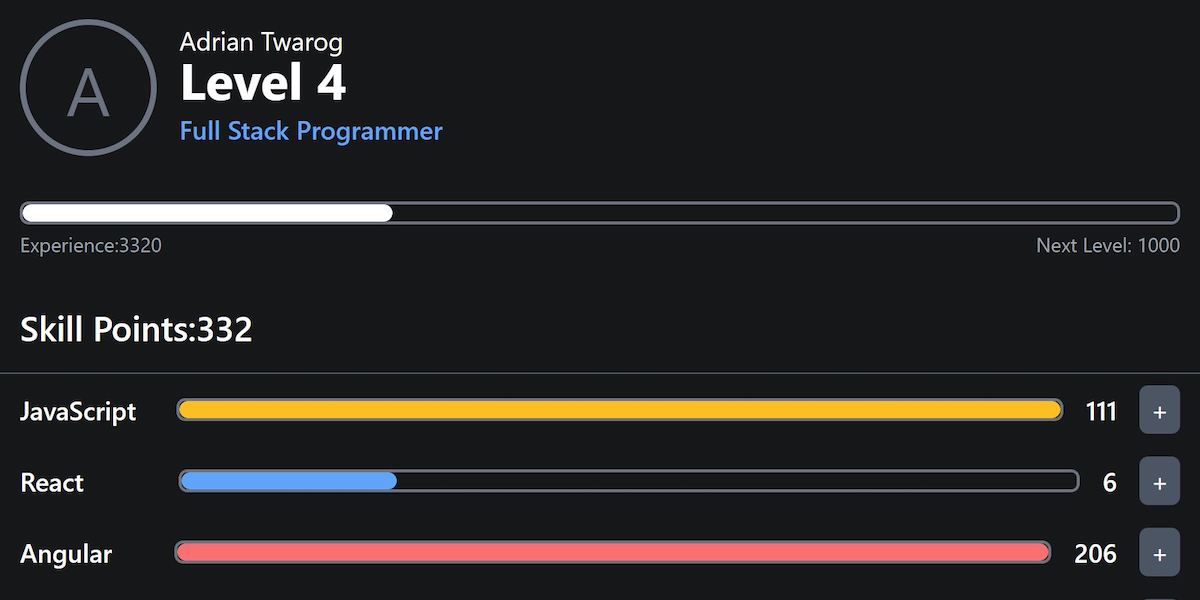 A
Adrian Twarog
Level 4
Full Stack Programmer
Experience:3320
Next Level: 1000
Skill Points:332
JavaScript 111 +
React 6 +
Angular 206 +